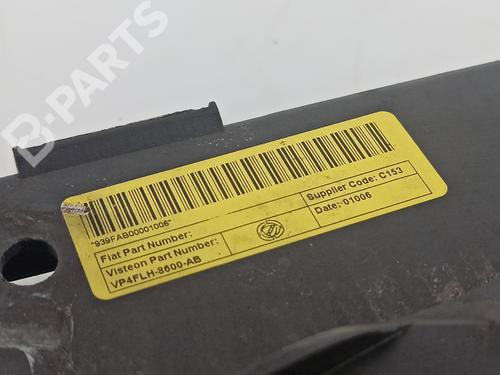 B-PARTS
*939FAB00001006*
Fiat Part Number:
Visteon Part Number:
VP4FLH-8600-AB
Supplier Code: C153
Date: 01006